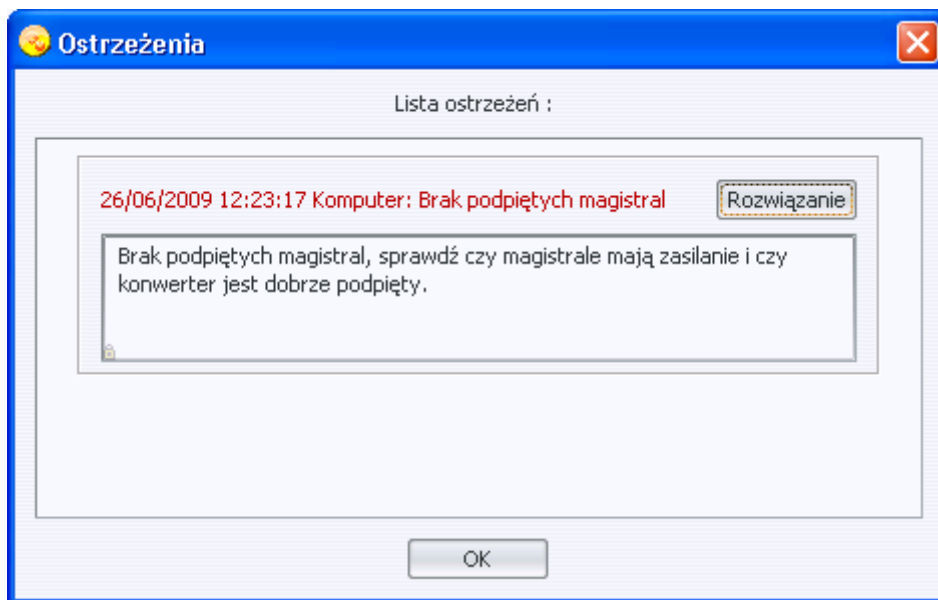 Ostrzeżenia
Lista ostrzeżeń :
26/06/2009 12:23:17 Komputer: Brak podpiętych magistral
Rozwiązanie
Brak podpiętych magistral, sprawdź czy magistrale mają zasilanie i czy
konwerter jest dobrze podpięty.
OK